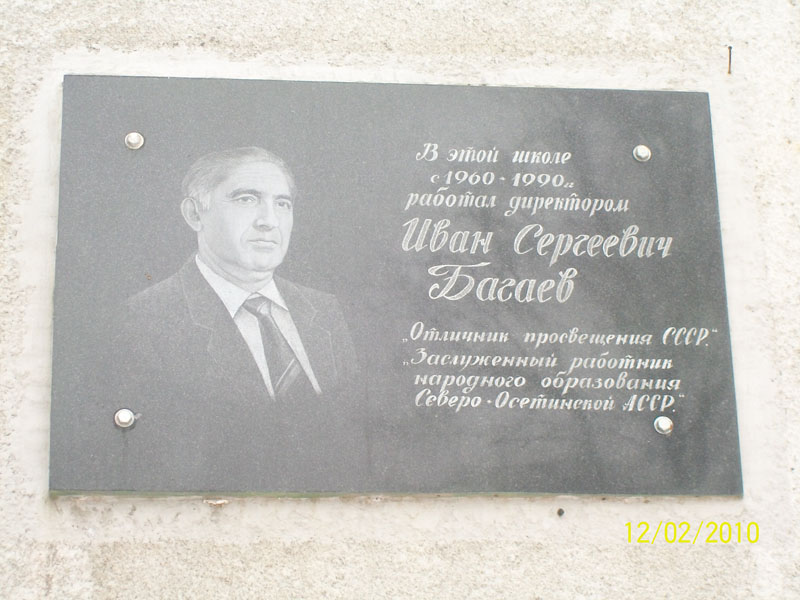 В этой школе
с 1960 - 1990г
работал директором
Иван Сергеевич
Багаев
„Отличник просвещения СССР."
„Заслуженный работник
народного образования
Северо - Осетинской АССР."
12/02/2010